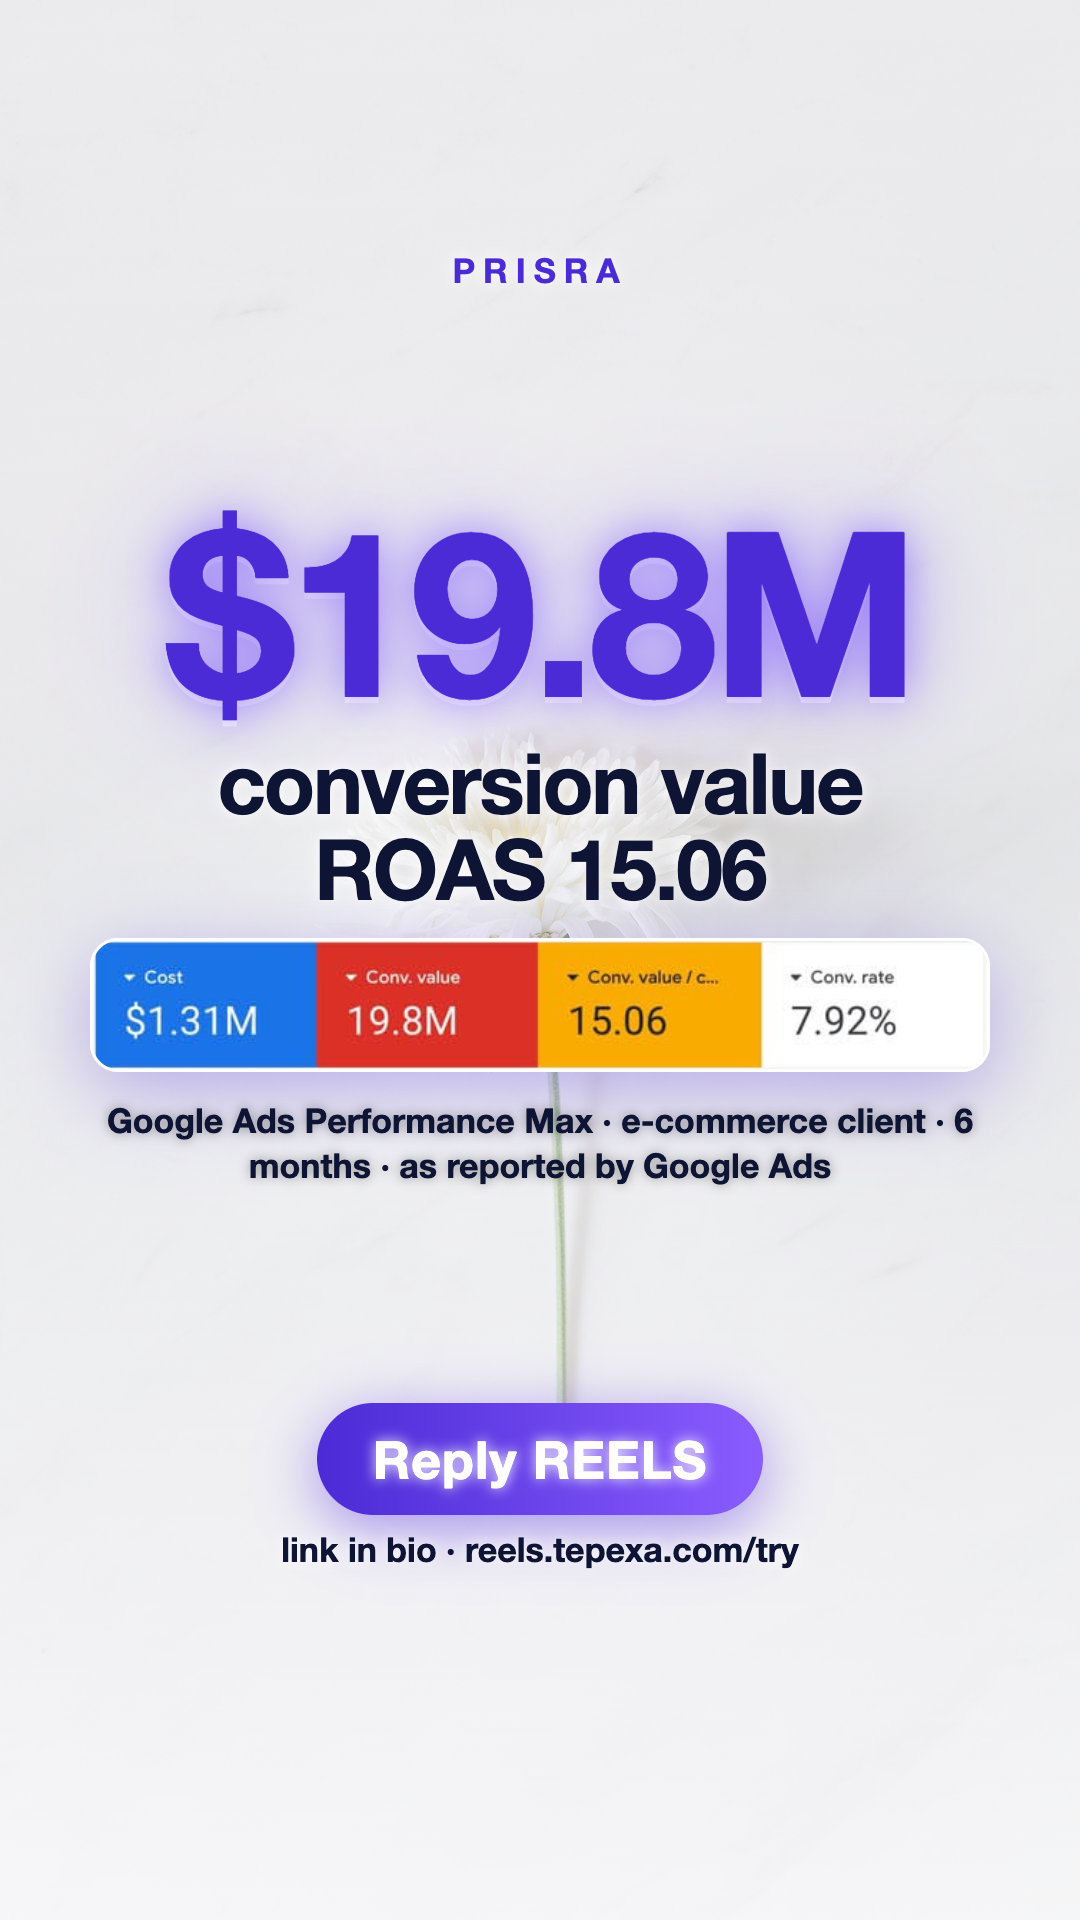 PRISRA
$19.8M
conversion value
ROAS 15.06
Cost
$1.31M
Conv. value
19.8M
Conv. value / c...
15.06
Conv. rate
7.92%
Google Ads Performance Max · e-commerce client · 6
months · as reported by Google Ads
Reply REELS
link in bio · reels.tepexa.com/try